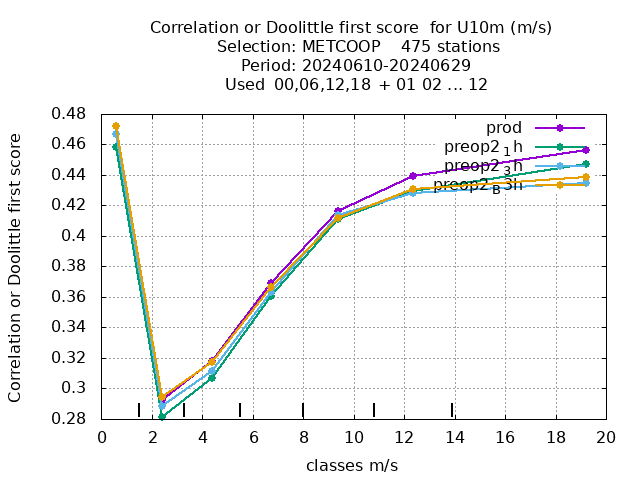 Correlation or Doolittle first score  for U10m (m/s)
Selection: METCOOP    475 stations
Period: 20240610-20240629
Used  00,06,12,18 + 01 02 ... 12
Correlation or Doolittle first score
0.48
0.46
0.44
0.42
0.4
0.38
0.36
0.34
0.32
0.3
0.28
prod
preop2_1h
preop2_3h
preop2_B3h
0 2 4 6 8 10 12 14 16 18 20
classes m/s